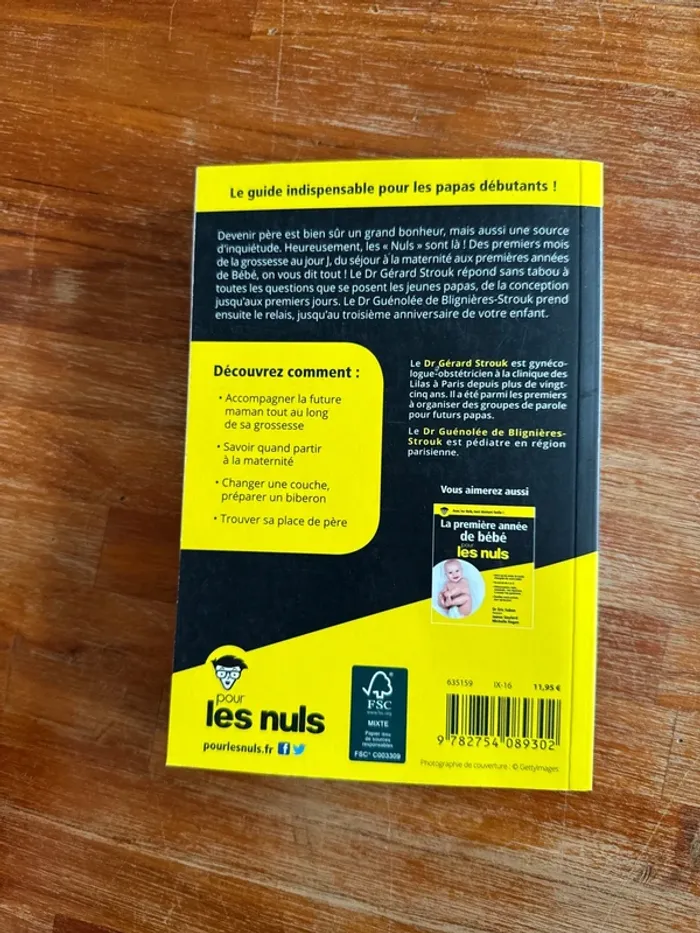 Le guide indispensable pour les papas débutants !
Devenir père est bien sûr un grand bonheur, mais aussi une source
d'inquiétude. Heureusement, les « Nuls » sont là ! Des premiers mois
de la grossesse au jour J, du séjour à la maternité aux premières années
de Bébé, on vous dit tout ! Le Dr Gérard Strouk répond sans tabou à
toutes les questions que se posent les jeunes papas, de la conception
jusqu'aux premiers jours. Le Dr Guénolée de Blignières-Strouk prend
ensuite le relais, jusqu'au troisième anniversaire de votre enfant.
Découvrez comment :
• Accompagner la future
maman tout au long
de sa grossesse
• Savoir quand partir
à la maternité
• Changer une couche,
préparer un biberon
• Trouver sa place de père
Le Dr Gérard Strouk est gynéco-
logue-obstétricien à la clinique des
Lilas à Paris depuis plus de vingt-
cinq ans. Il a été parmi les premiers
à organiser des groupes de parole
pour futurs papas.
Le Dr Guénolée de Blignières-
Strouk est pédiatre en région
parisienne.
Vous aimerez aussi
La première année
de bébé
pour
les nuls
pour
les nuls
pourlesnuls.fr
FSC
www.fsc.org
MIXTE
Papier issu
de sources
responsables
FSC® C003309
635159 IX-16 11,95 €
9 782754 089302
Photographie de couverture : © GettyImages